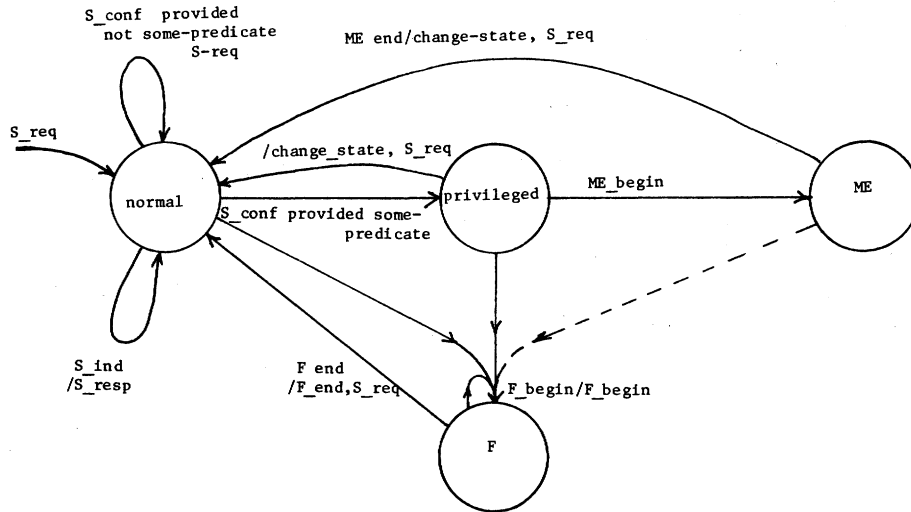 S_conf provided
not some-predicate
S-req
ME end/change-state, S_req
S_req
/change_state, S_req
normal
privileged
ME_begin
ME
S_conf provided some-
predicate
S_ind
/S_resp
F end
/F_end,S_req
F_begin/F_begin
F